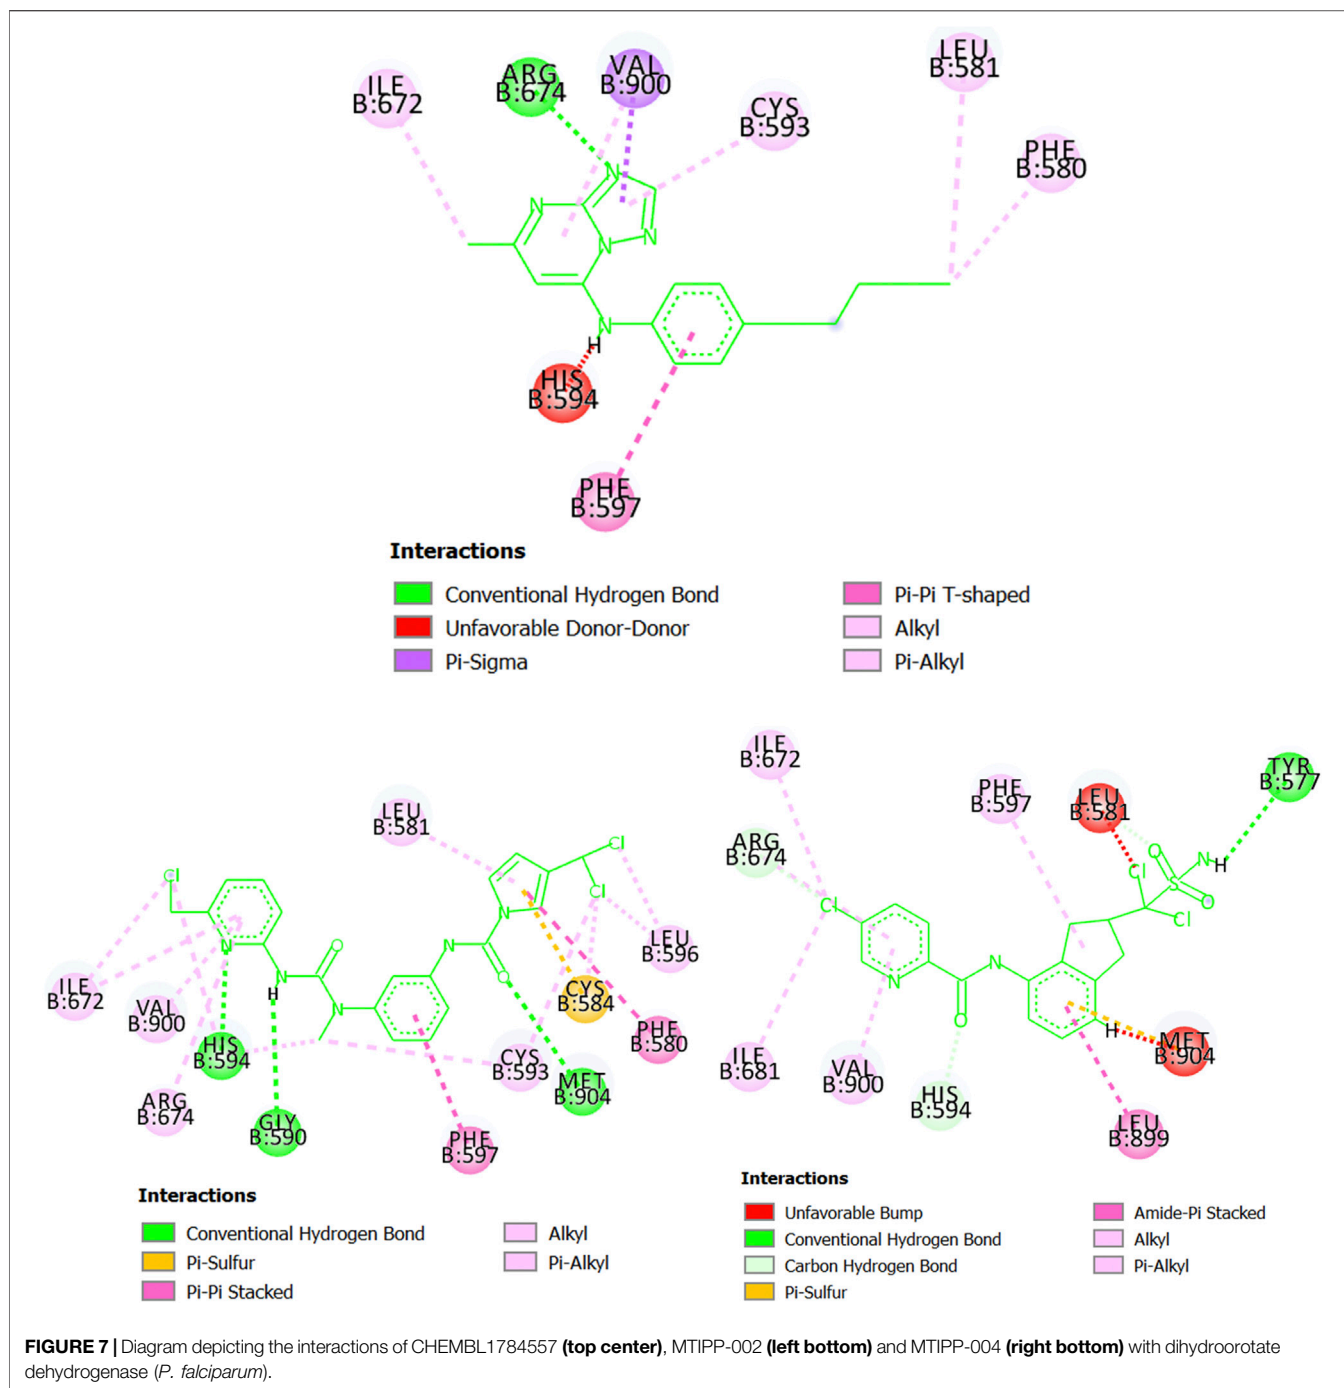 ILE
B:672
ARG
B:674
VAL
B:900
CYS
B:593
LEU
B:581
PHE
B:580
N
N
N
N
N
H
HIS
B:594
PHE
B:597
Interactions
Conventional Hydrogen Bond
Unfavorable Donor-Donor
Pi-Sigma
Pi-Pi T-shaped
Alkyl
Pi-Alkyl
LEU
B:581
Cl
Cl
Cl
N
N
O
N
H
N
N
O
ILE
B:672
VAL
B:900
HIS
B:594
ARG
B:674
GLY
B:590
PHE
B:597
CYS
B:593
MET
B:904
CYS
B:584
PHE
B:580
LEU
B:596
Interactions
Conventional Hydrogen Bond
Pi-Sulfur
Pi-Pi Stacked
Alkyl
Pi-Alkyl
ILE
B:672
ARG
B:674
PHE
B:597
LEU
B:581
TYR
B:577
O
N
H
Cl
S
O
Cl
Cl
N
N
O
H
ILE
B:681
VAL
B:900
HIS
B:594
MET
B:904
LEU
B:899
Interactions
Unfavorable Bump
Conventional Hydrogen Bond
Carbon Hydrogen Bond
Pi-Sulfur
Amide-Pi Stacked
Alkyl
Pi-Alkyl
FIGURE 7 | Diagram depicting the interactions of CHEMBL1784557 (top center), MTIPP-002 (left bottom) and MTIPP-004 (right bottom) with dihydroorotate
dehydrogenase (P. falciparum).